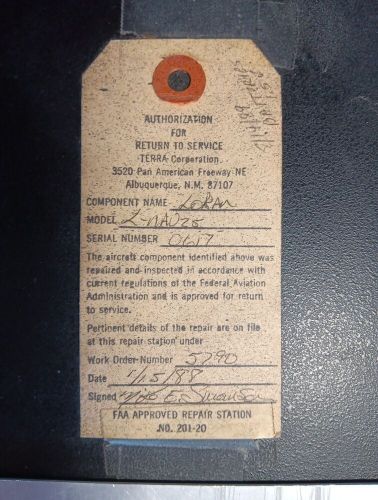 AUTHORIZATION
FOR
RETURN TO SERVICE
TERRA Corporation
3520 Pan American Freeway NE
Albuquerque, N.M. 87107
COMPONENT NAME LORAN
MODEL L-NAV25
SERIAL NUMBER 0617
The aircraft component identified above was
repaired and inspected in accordance with
current regulations of the Federal Aviation
Administration and is approved for return
to service.
Pertinent details of the repair are on file
at this repair station under
Work Order Number 5790
Date
Signed E. Swanson
FAA APPROVED REPAIR STATION
NO. 201-20